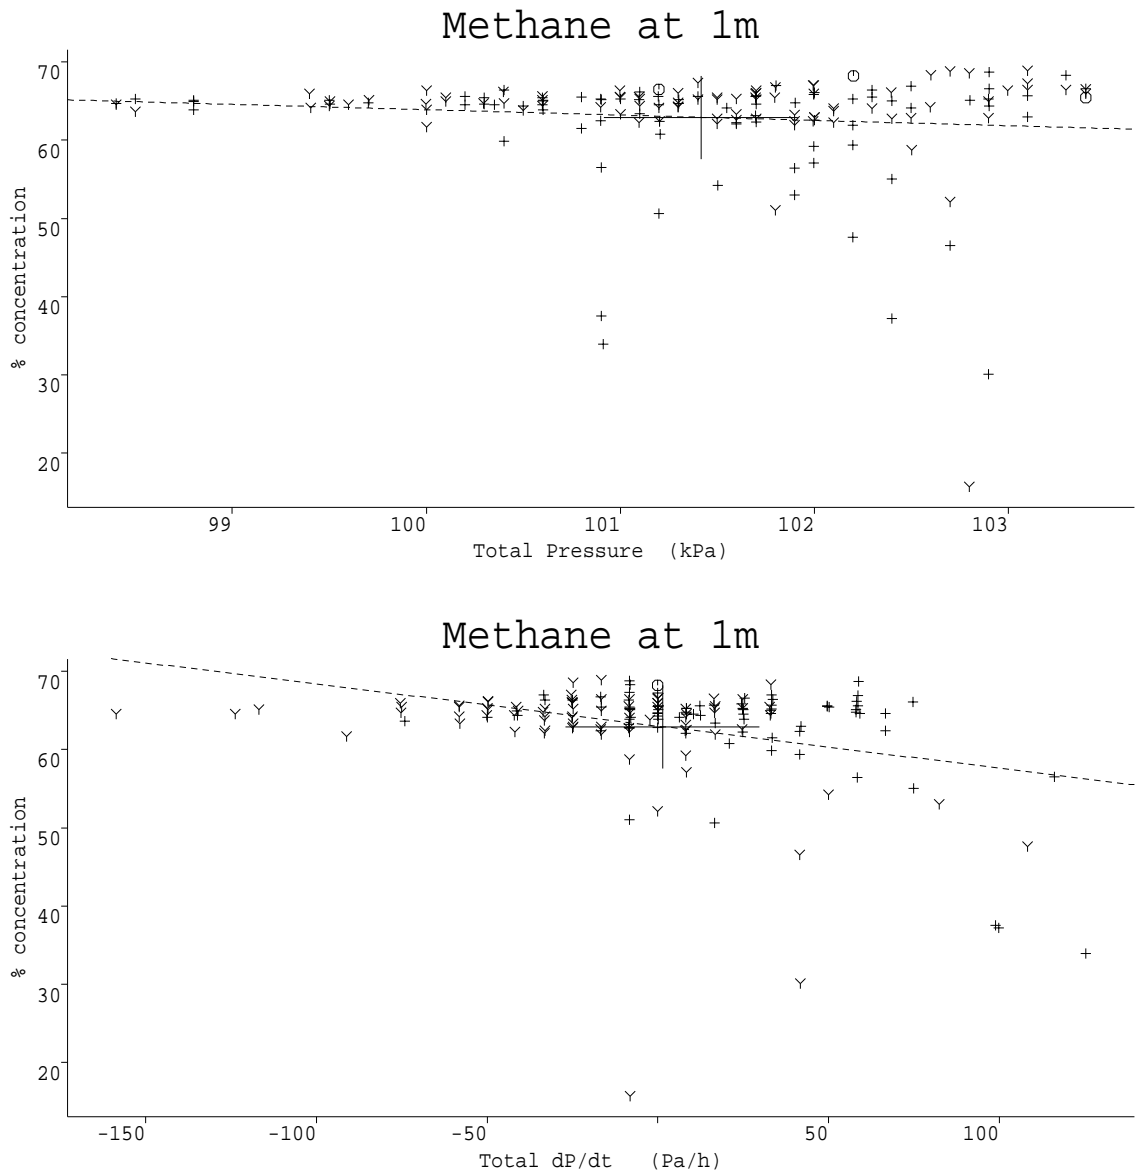 Methane at 1m
70
60
50
40
30
20
% concentration
99 100 101 102 103
Total Pressure (kPa)
Methane at 1m
70
60
50
40
30
20
% concentration
-150 -100 -50 50 100
Total dP/dt (Pa/h)